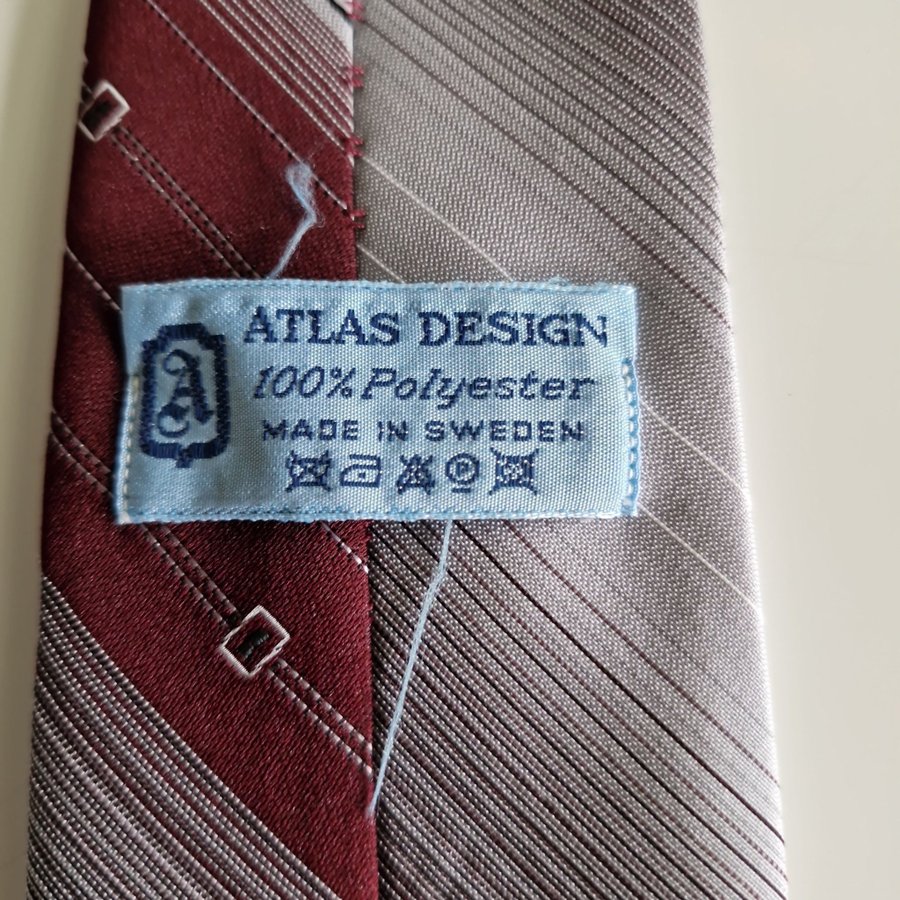 ATLAS DESIGN
A
100% Polyester
MADE IN SWEDEN
P